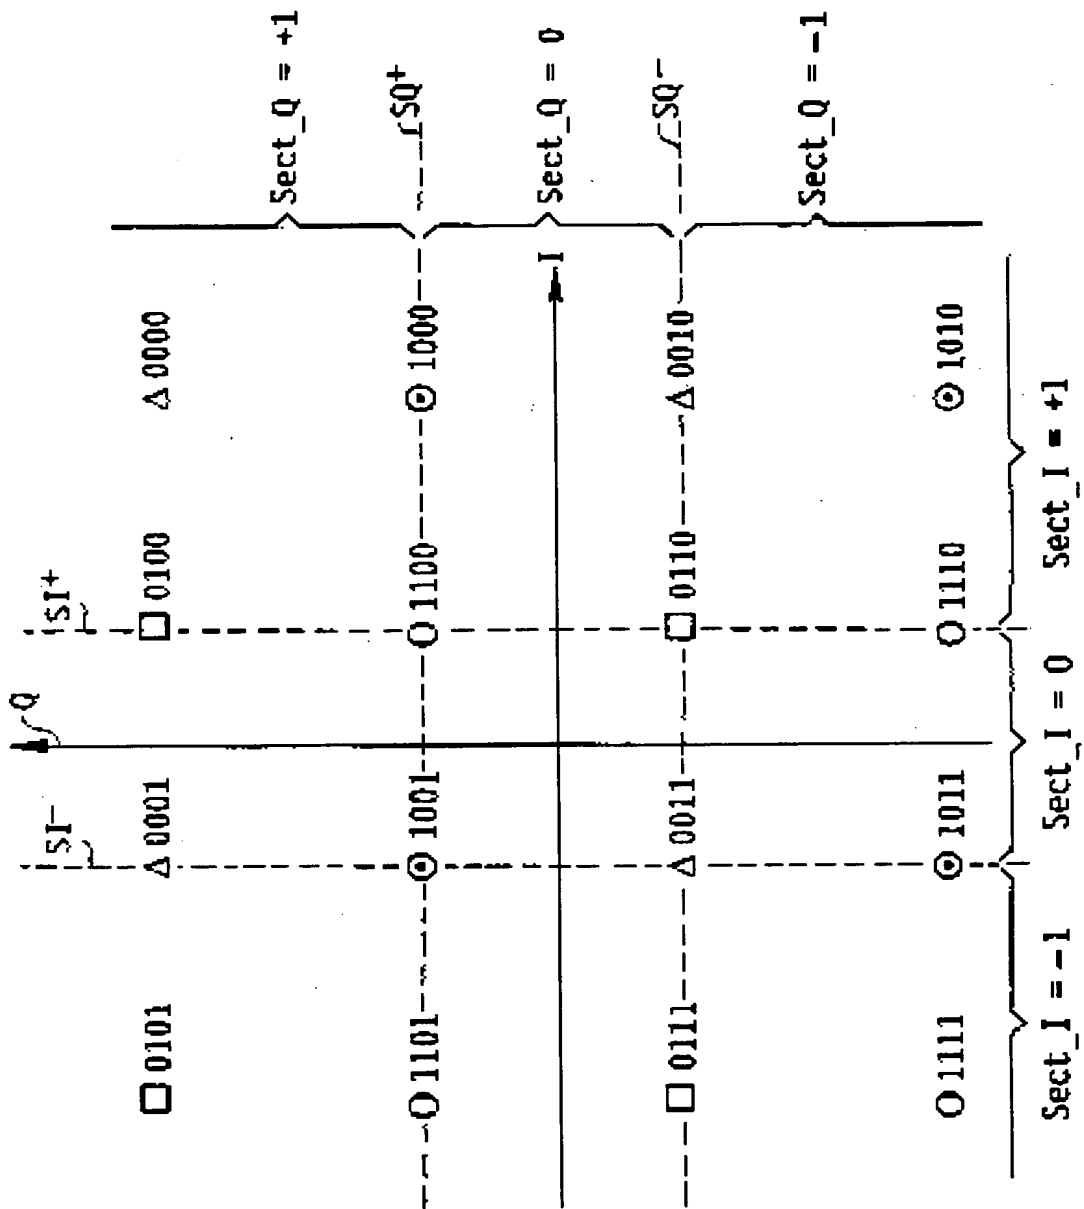 Q
SI⁻
SI⁺
Sect_Q = +1
□ 0101
△ 0001
□ 0100
△ 0000
SQ⁺
○ 1101
⊙ 1001
○ 1100
⊙ 1000
I
Sect_Q = 0
□ 0111
△ 0011
□ 0110
△ 0010
SQ⁻
○ 1111
⊙ 1011
○ 1110
⊙ 1010
Sect_Q = -1
Sect_I = -1
Sect_I = 0
Sect_I = +1